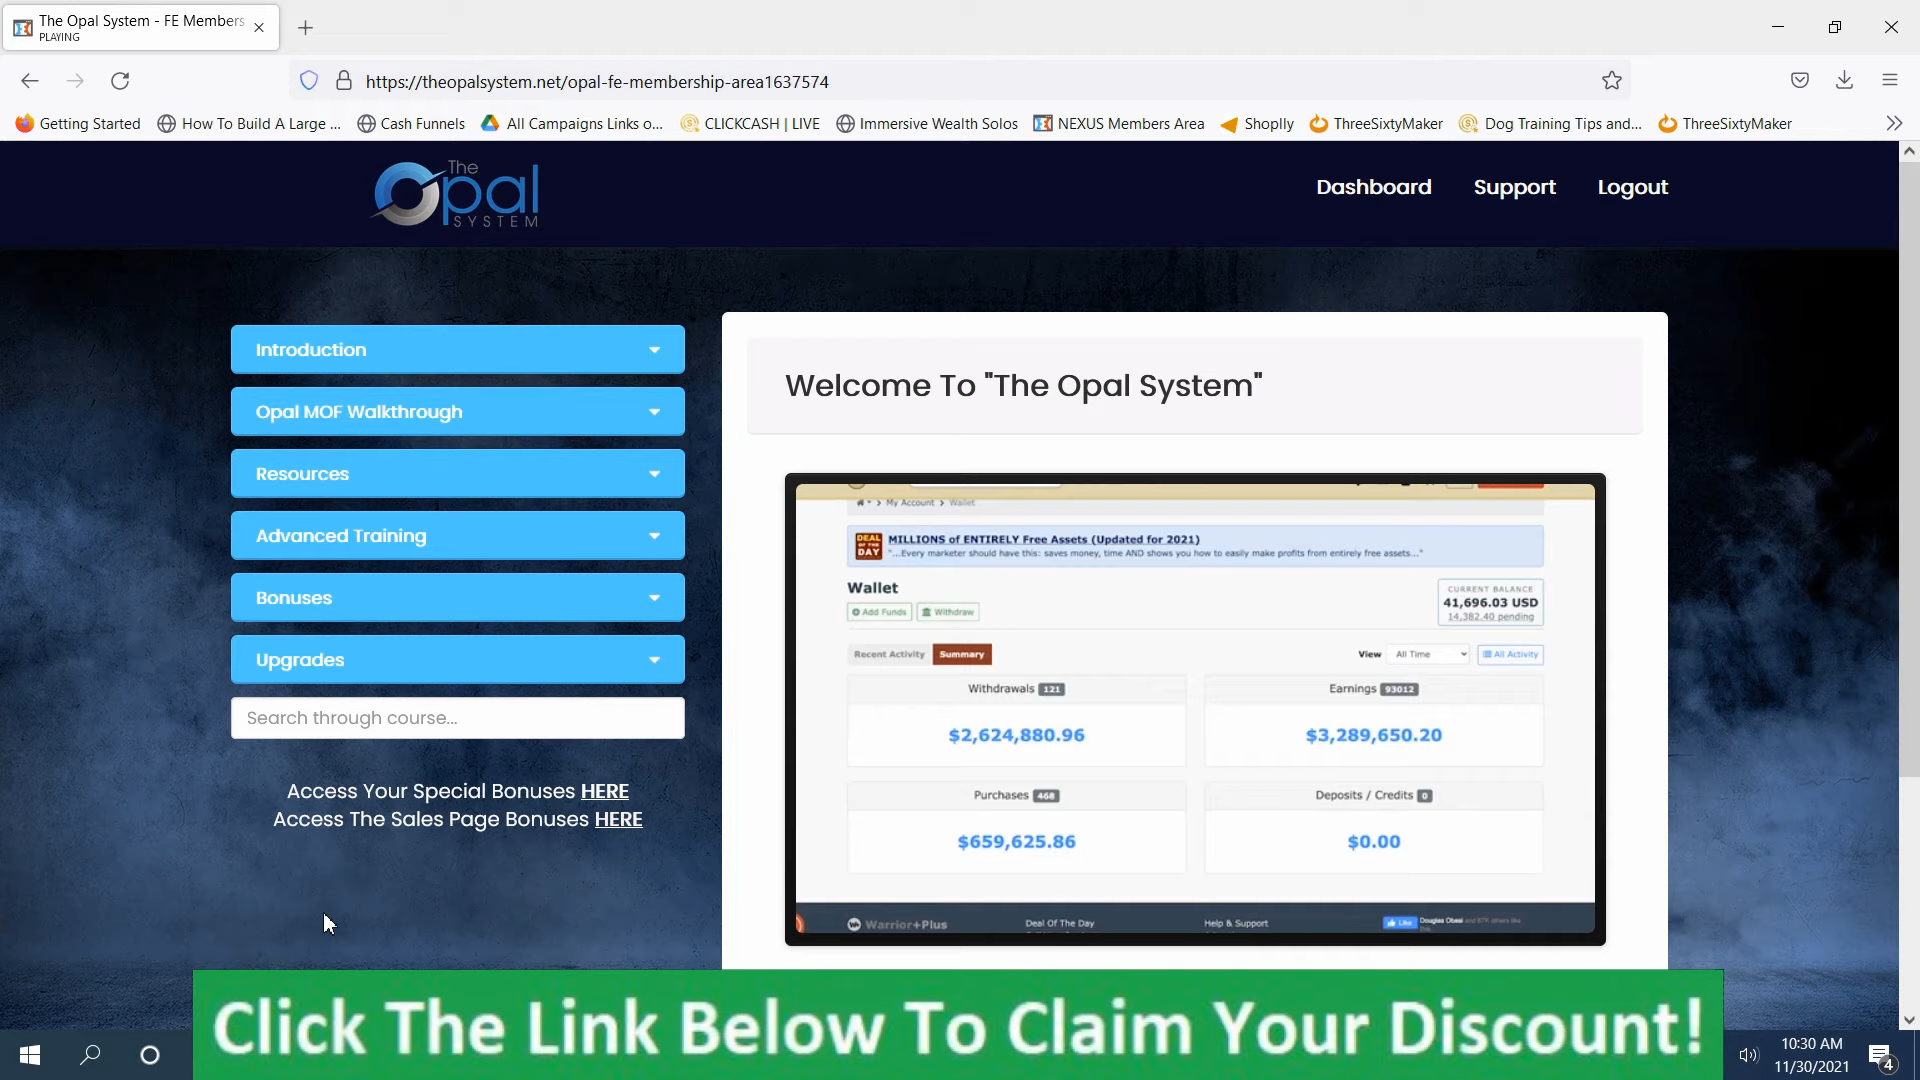 The Opal System - FE Members
PLAYING
https://theopalsystem.net/opal-fe-membership-area1637574
Getting Started
How To Build A Large ...
Cash Funnels
All Campaigns Links o...
CLICKCASH | LIVE
Immersive Wealth Solos
NEXUS Members Area
Shoplly
ThreeSixtyMaker
Dog Training Tips and...
ThreeSixtyMaker
The
Opal
SYSTEM
Dashboard
Support
Logout
Introduction
Opal MOF Walkthrough
Resources
Advanced Training
Bonuses
Upgrades
Search through course...
Access Your Special Bonuses HERE
Access The Sales Page Bonuses HERE
Welcome To "The Opal System"
My Account > Wallet
DEAL OF THE DAY
MILLIONS of ENTIRELY Free Assets (Updated for 2021)
"...Every marketer should have this: saves money, time AND shows you how to easily make profits from entirely free assets..."
Wallet
Add Funds
Withdraw
CURRENT BALANCE
41,696.03 USD
14,382.40 pending
Recent Activity
Summary
View
All Time
All Activity
Withdrawals 121
$2,624,880.96
Earnings 93012
$3,289,650.20
Purchases 468
$659,625.86
Deposits / Credits 0
$0.00
Warrior+Plus
Deal Of The Day
Help & Support
Like
Click The Link Below To Claim Your Discount!
10:30 AM
11/30/2021
4